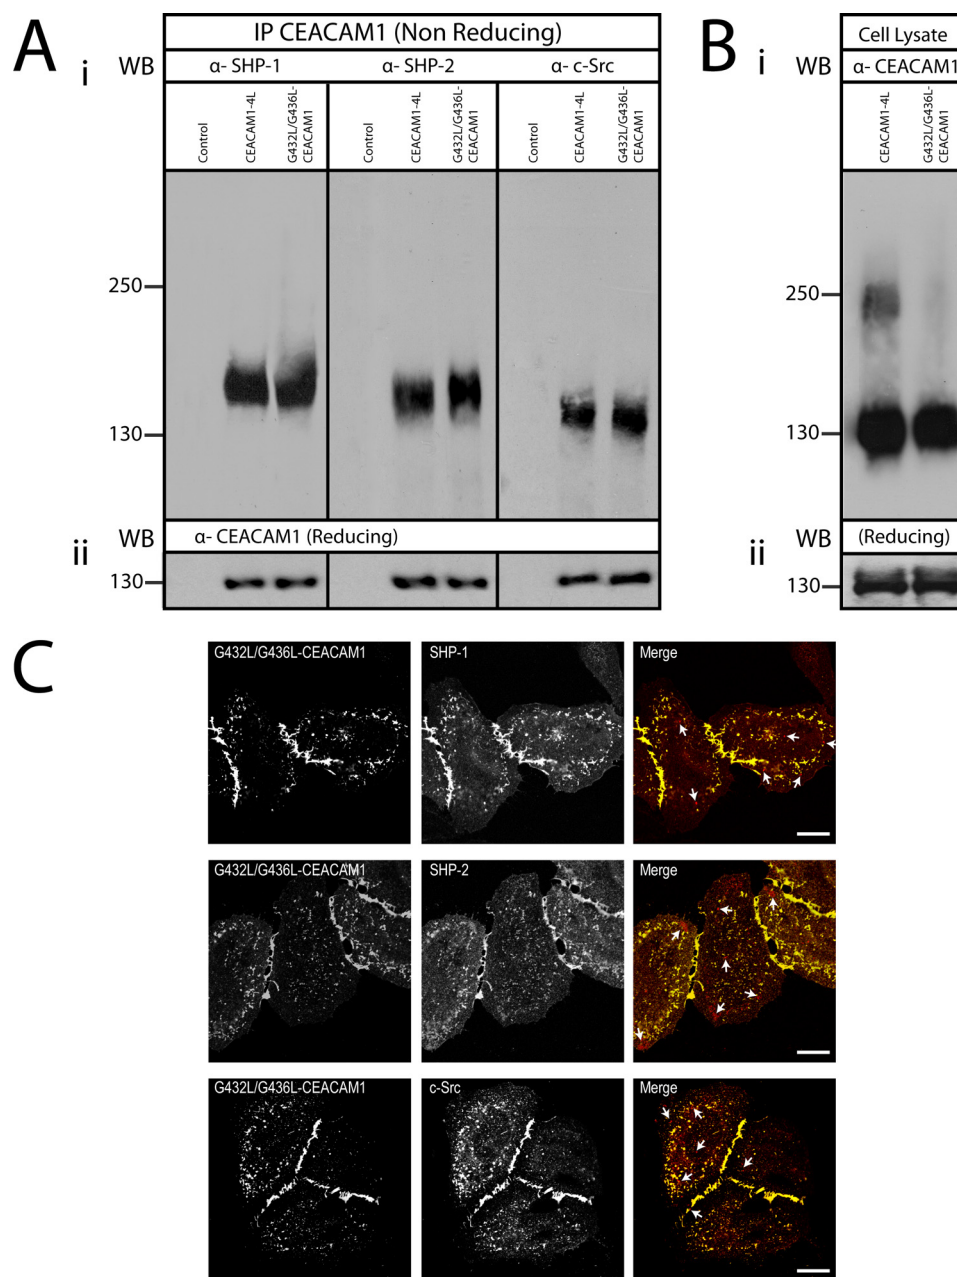 A
i
WB
IP CEACAM1 (Non Reducing)
α- SHP-1
α- SHP-2
α- c-Src
Control
CEACAM1-4L
G432L/G436L-
CEACAM1
Control
CEACAM1-4L
G432L/G436L-
CEACAM1
Control
CEACAM1-4L
G432L/G436L-
CEACAM1
250
130
ii
WB
α- CEACAM1 (Reducing)
130
B
i
WB
Cell Lysate
α- CEACAM1
CEACAM1-4L
G432L/G436L-
CEACAM1
250
130
ii
WB
(Reducing)
130
C
G432L/G436L-CEACAM1
SHP-1
Merge
G432L/G436L-CEACAM1
SHP-2
Merge
G432L/G436L-CEACAM1
c-Src
Merge